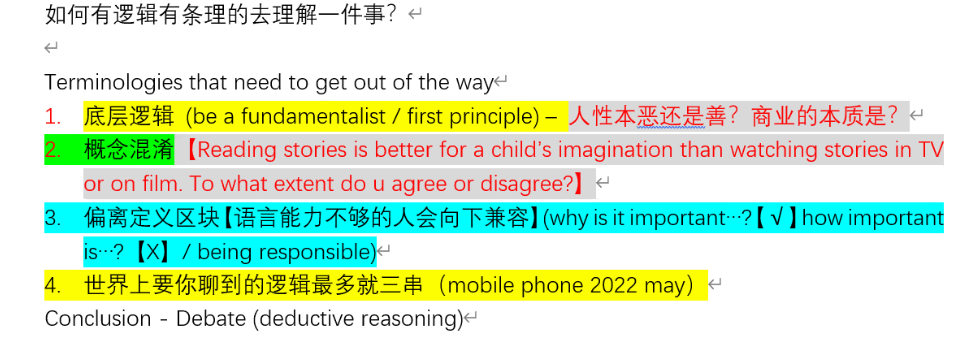 如何有逻辑有条理的去理解一件事？
Terminologies that need to get out of the way
1. 底层逻辑 (be a fundamentalist / first principle) – 人性本恶还是善？商业的本质是？
2. 概念混淆【Reading stories is better for a child's imagination than watching stories in TV
or on film. To what extent do u agree or disagree?】
3. 偏离定义区块【语言能力不够的人会向下兼容】(why is it important…?【√】how important
is…?【X】/ being responsible)
4. 世界上要你聊到的逻辑最多就三串（mobile phone 2022 may）
Conclusion - Debate (deductive reasoning)